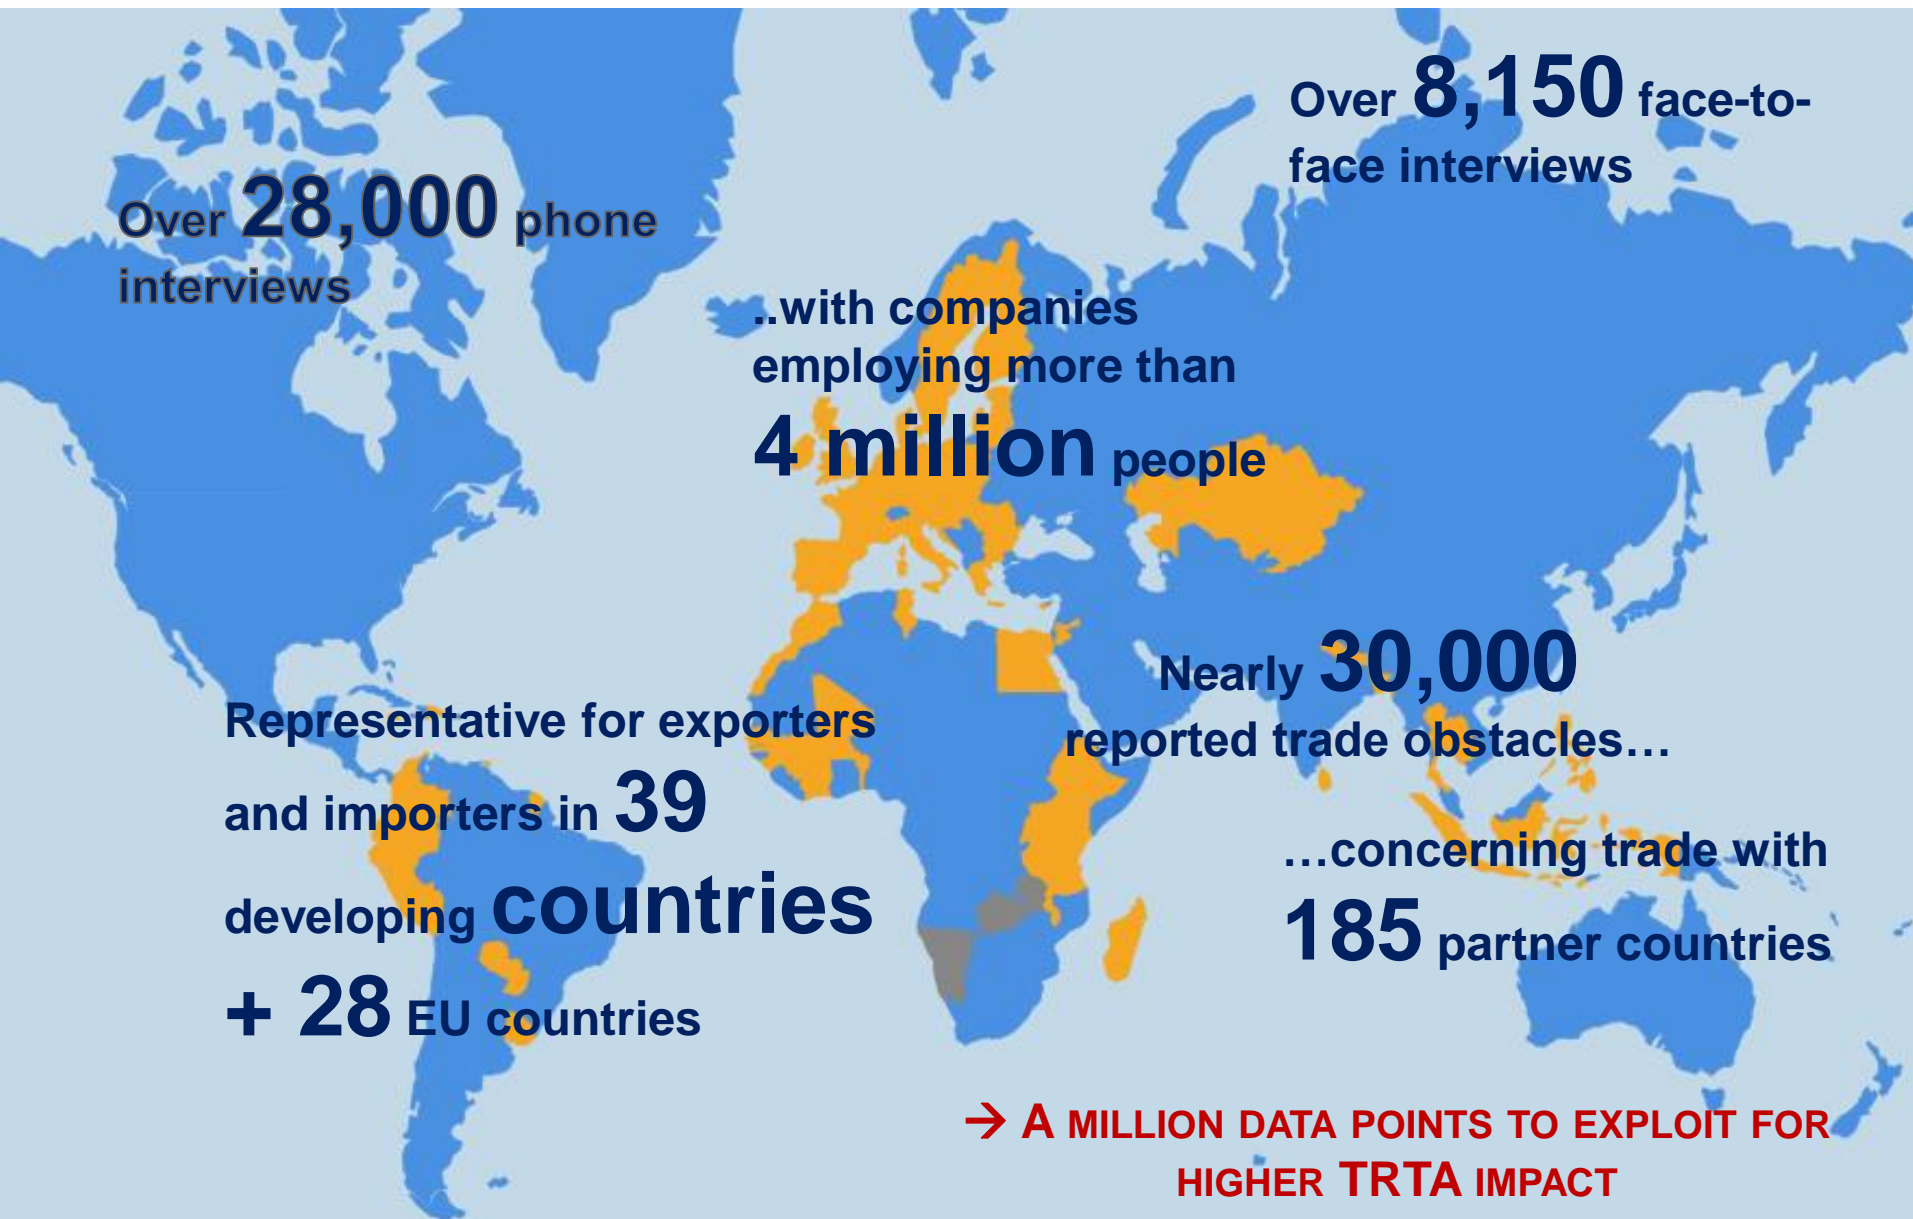 Over 8,150 face-to-
face interviews
Over 28,000 phone
interviews
..with companies
employing more than
4 million people
Nearly 30,000
reported trade obstacles…
Representative for exporters
and importers in 39
developing countries
+ 28 EU countries
…concerning trade with
185 partner countries
→ A MILLION DATA POINTS TO EXPLOIT FOR
HIGHER TRTA IMPACT